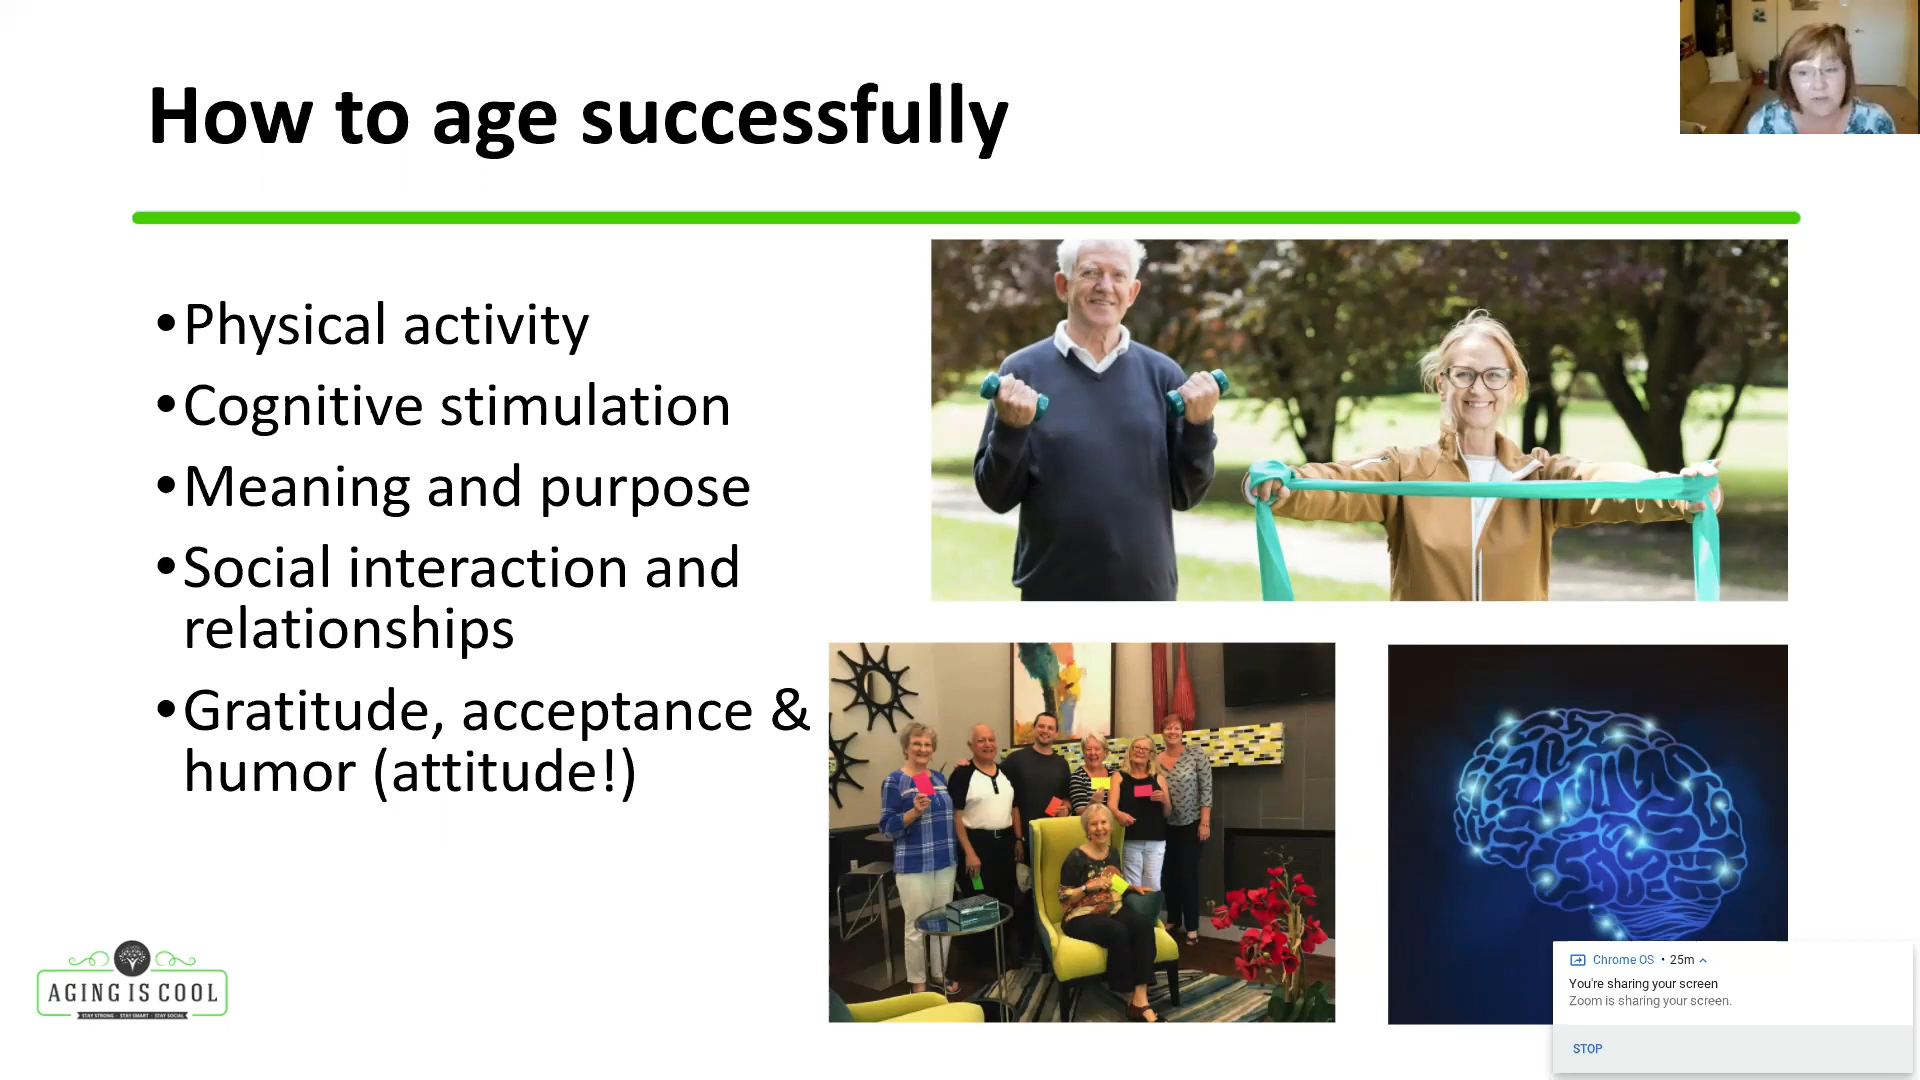 How to age successfully
•Physical activity
•Cognitive stimulation
•Meaning and purpose
•Social interaction and
relationships
•Gratitude, acceptance &
humor (attitude!)
AGING IS COOL
STAY STRONG · STAY SMART · STAY SOCIAL
Chrome OS • 25m
You're sharing your screen
Zoom is sharing your screen.
STOP